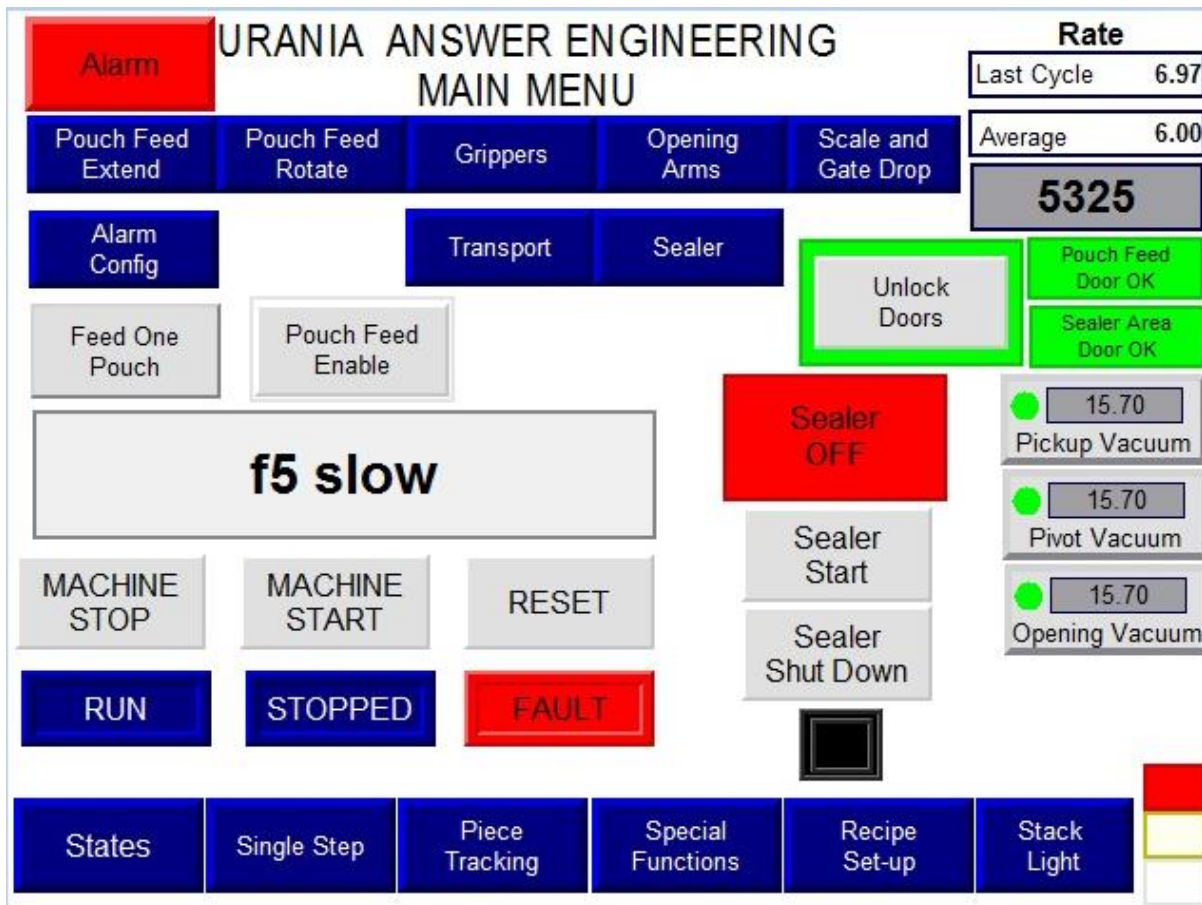 Alarm
URANIA ANSWER ENGINEERING
MAIN MENU
Rate
Last Cycle 6.97
Average 6.00
5325
Pouch Feed
Extend
Pouch Feed
Rotate
Grippers
Opening
Arms
Scale and
Gate Drop
Alarm
Config
Transport
Sealer
Unlock
Doors
Pouch Feed
Door OK
Sealer Area
Door OK
Feed One
Pouch
Pouch Feed
Enable
f5 slow
Sealer
OFF
15.70
Pickup Vacuum
15.70
Pivot Vacuum
15.70
Opening Vacuum
Sealer
Start
Sealer
Shut Down
MACHINE
STOP
MACHINE
START
RESET
RUN
STOPPED
FAULT
States
Single Step
Piece
Tracking
Special
Functions
Recipe
Set-up
Stack
Light